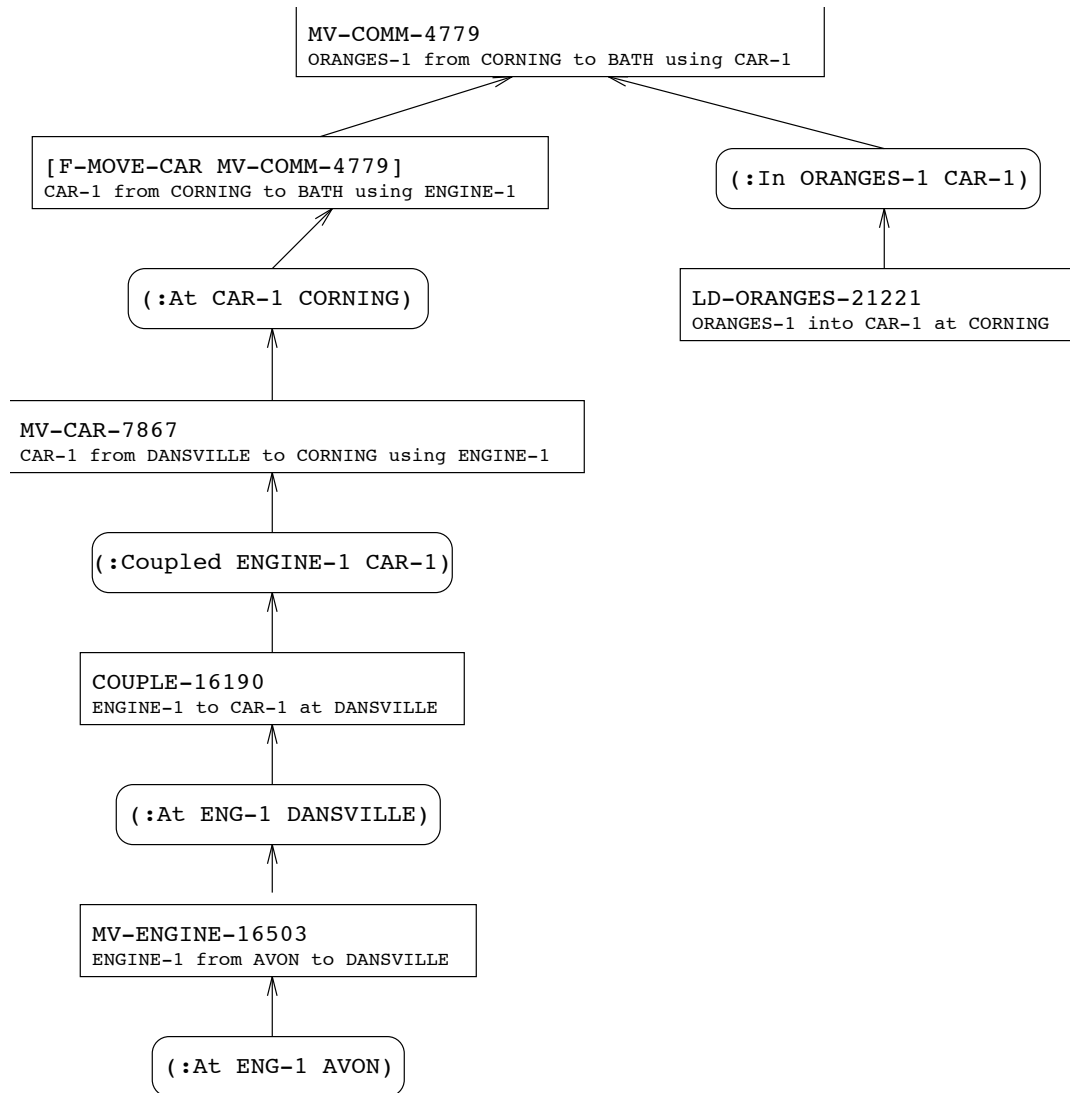 MV-COMM-4779
ORANGES-1 from CORNING to BATH using CAR-1
[F-MOVE-CAR MV-COMM-4779]
CAR-1 from CORNING to BATH using ENGINE-1
(:In ORANGES-1 CAR-1)
(:At CAR-1 CORNING)
LD-ORANGES-21221
ORANGES-1 into CAR-1 at CORNING
MV-CAR-7867
CAR-1 from DANSVILLE to CORNING using ENGINE-1
(:Coupled ENGINE-1 CAR-1)
COUPLE-16190
ENGINE-1 to CAR-1 at DANSVILLE
(:At ENG-1 DANSVILLE)
MV-ENGINE-16503
ENGINE-1 from AVON to DANSVILLE
(:At ENG-1 AVON)